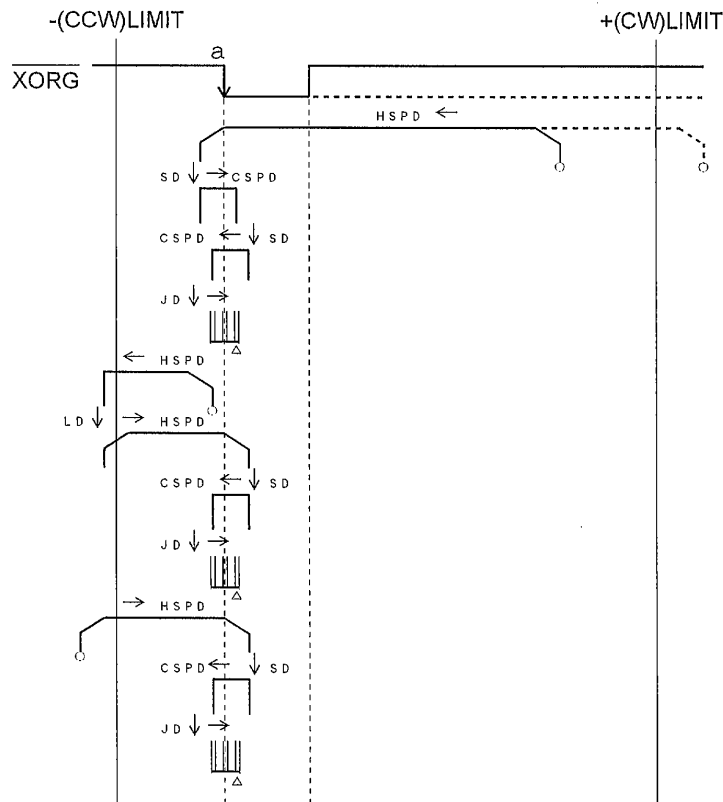 -(CCW)LIMIT
a
+(CW)LIMIT
XORG
HSPD
SD CSPD
CSPD SD
JD
HSPD
LD HSPD
CSPD SD
JD
HSPD
CSPD SD
JD